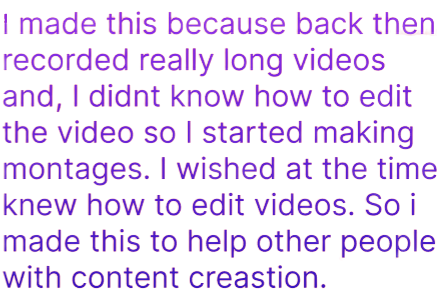 I made this because back then
recorded really long videos
and, I didnt know how to edit
the video so I started making
montages. I wished at the time
knew how to edit videos. So i
made this to help other people
with content creastion.